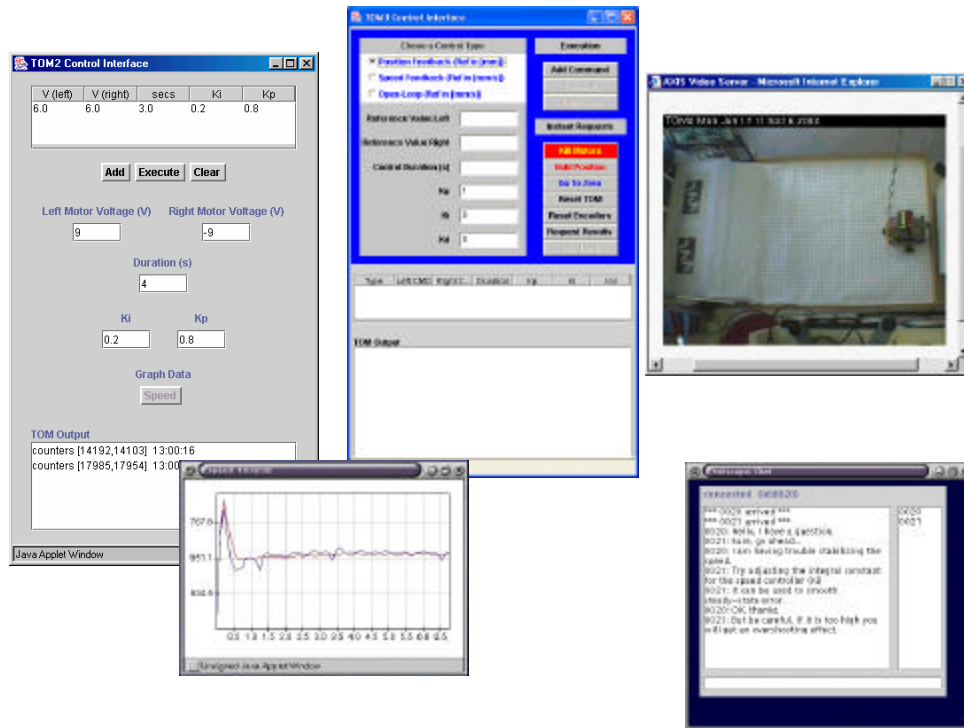 TOM2 Control Interface
V (left) V (right) secs Ki Kp
6.0 6.0 3.0 0.2 0.8
Add Execute Clear
Left Motor Voltage (V) Right Motor Voltage (V)
9 -9
Duration (s)
4
Ki Kp
0.2 0.8
Graph Data
Speed
TOM Output
counters [14192,14103] 13:00:16
counters [17985,17954] 13:00
Java Applet Window
Control Interface
Choose a Control Type
Position Feedback (Ref in [mm])
Speed Feedback (Ref in [mm/s])
Open-Loop (Ref in [mm/s])
Reference Value Left
Reference Value Right
Control Duration (s)
Kp 1
Ki 0
Kd 0
Execution
Add Command
Instant Requests
Kill Motors
Hold Position
Go To Zero
Reset TOM
Reset Encoders
Request Results
Type Left CMD Right C... Duration Kp Ki Kd
TOM Output
AXIS Video Server - Microsoft Internet Explorer
Speed
0.5 1.0 1.5 2.0 2.5 3.0 3.5 4.0 4.5 5.0 5.5 6.0
Unsigned Java Applet Window
Chat
connected
*** 0020 arrived *** 0020
*** 0021 arrived *** 0021
0020: Hello, I have a question.
0021: Sure, go ahead...
0020: I am having trouble stabilizing the
speed.
0021: Try adjusting the integral constant
for the speed controller (Ki)
0021: It can be used to smooth
steady-state error.
0020: OK, thanks.
0021: But be careful, if it is too high you
will get an overshooting effect.